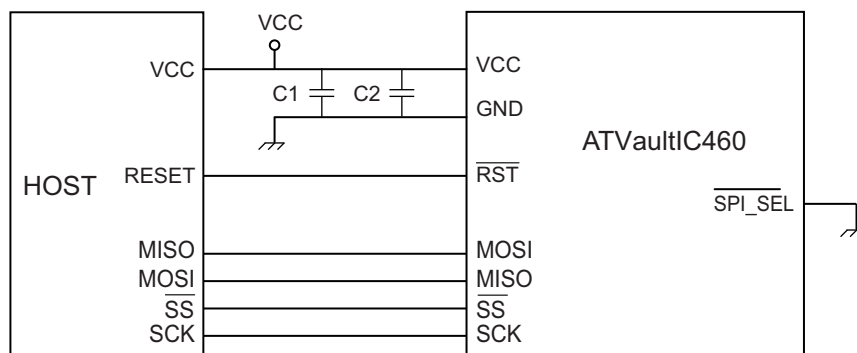 VCC
VCC
VCC
C1
C2
GND
ATVaultIC460
HOST
RESET
RST
SPI_SEL
MISO
MOSI
MOSI
MISO
SS
SS
SCK
SCK